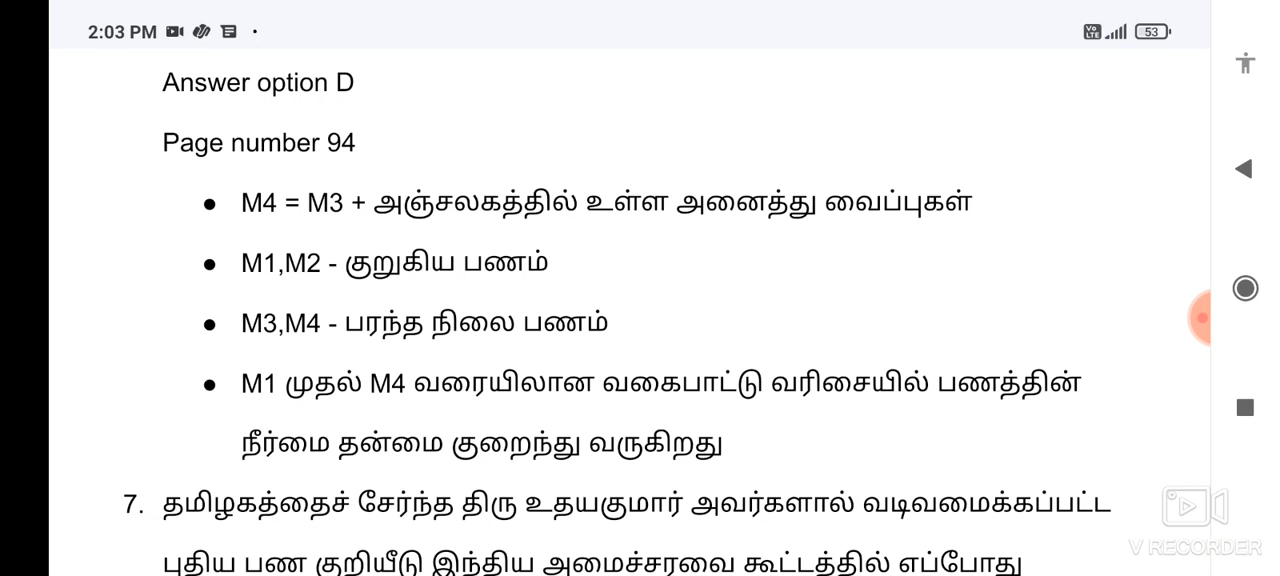 2:03 PM
Vo LTE 53
Answer option D
Page number 94
● M4 = M3 + அஞ்சலகத்தில் உள்ள அனைத்து வைப்புகள்
● M1,M2 - குறுகிய பணம்
● M3,M4 - பரந்த நிலை பணம்
● M1 முதல் M4 வரையிலான வகைபாட்டு வரிசையில் பணத்தின்
நீர்மை தன்மை குறைந்து வருகிறது
7. தமிழகத்தைச் சேர்ந்த திரு உதயகுமார் அவர்களால் வடிவமைக்கப்பட்ட
புதிய பண குறியீடு இந்திய அமைச்சரவை கூட்டத்தில் எப்போது
V RECORDER